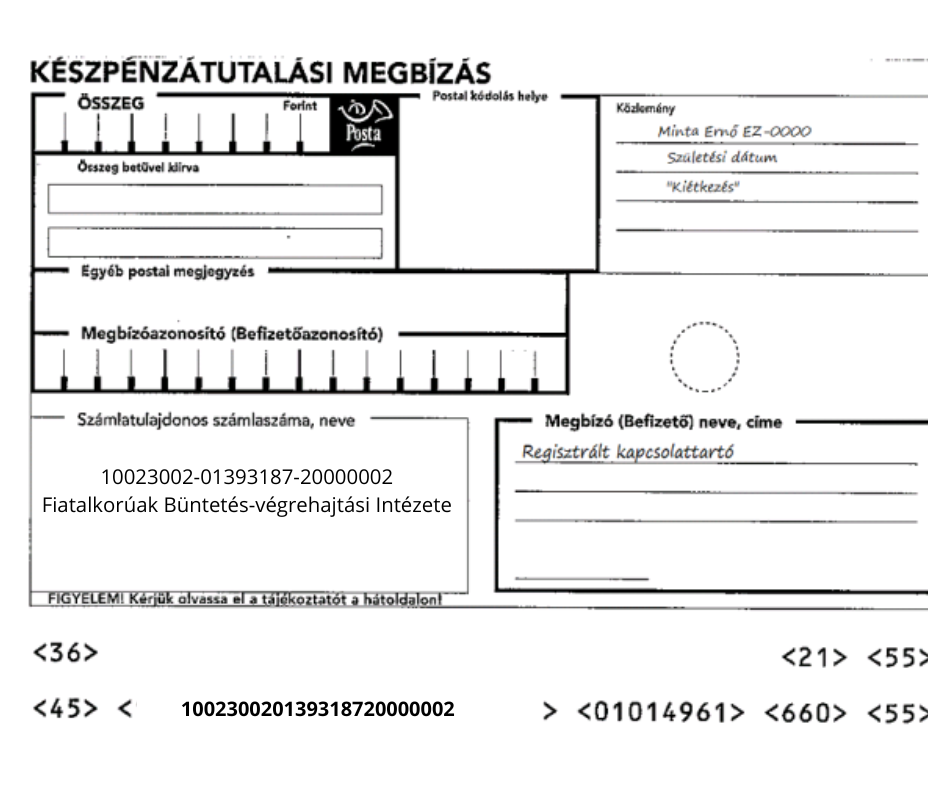 KÉSZPÉNZÁTUTALÁSI MEGBÍZÁS
ÖSSZEG
Forint
Posta
Postai kódolás helye
Közlemény
Minta Ernő EZ-0000
Születési dátum
"Kiétkezés"
Összeg betűvel kiírva
Egyéb postai megjegyzés
Megbízóazonosító (Befizetőazonosító)
Számlatulajdonos számlaszáma, neve
10023002-01393187-20000002
Fiatalkorúak Büntetés-végrehajtási Intézete
Megbízó (Befizető) neve, címe
Regisztrált kapcsolattartó
FIGYELEM! Kérjük olvassa el a tájékoztatót a hátoldalon!
<36>
<21> <55>
<45> < 100230020139318720000002 > <01014961> <660> <55>